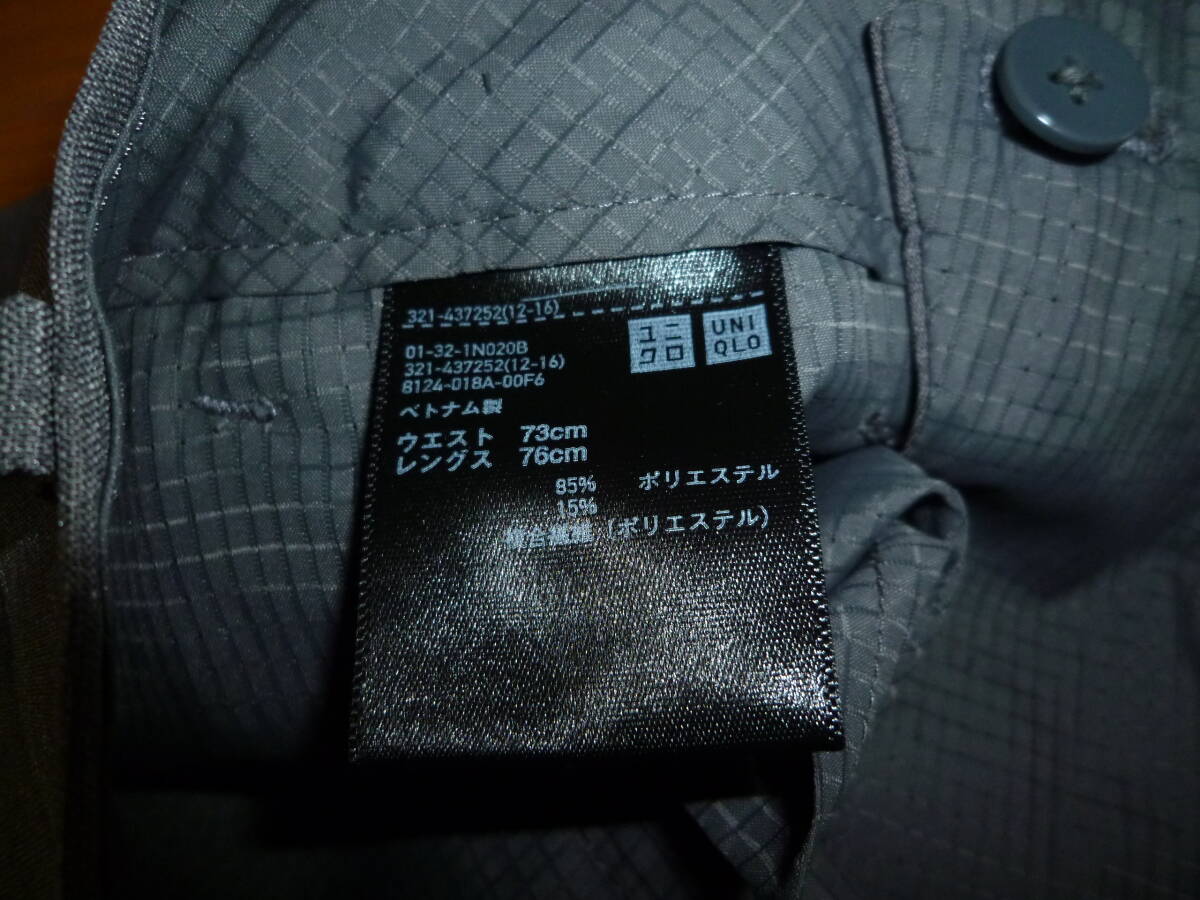 321-437252(12-16)
ユニ
クロ
UNI
QLO
01-32-1N020B
321-437252(12-16)
8124-018A-00F6
ベトナム製
ウエスト 73cm
レングス 76cm
85% ポリエステル
15%
複合繊維 (ポリエステル)